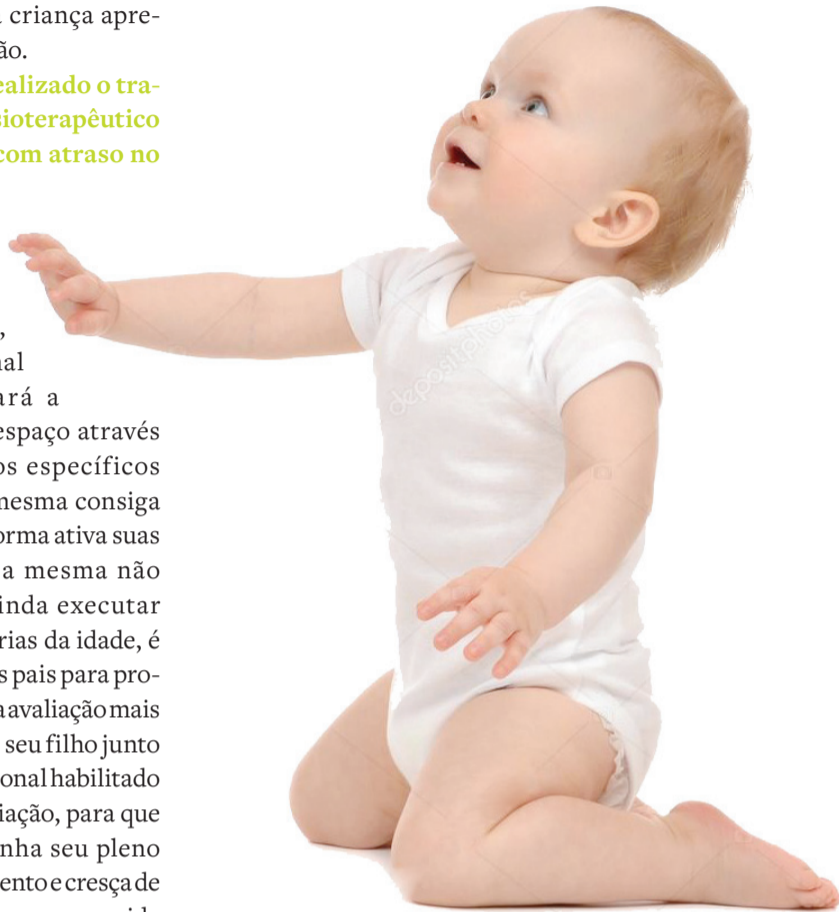 criança apre-
ão.
ealizado o tra-
sioterapêutico
com atraso no
,
al
ará a
espaço através
os específicos
mesma consiga
orma ativa suas
a mesma não
inda executar
rias da idade, é
s pais para pro-
a avaliação mais
seu filho junto
onal habilitado
iação, para que
nha seu pleno
ento e cresça de
depositphotos